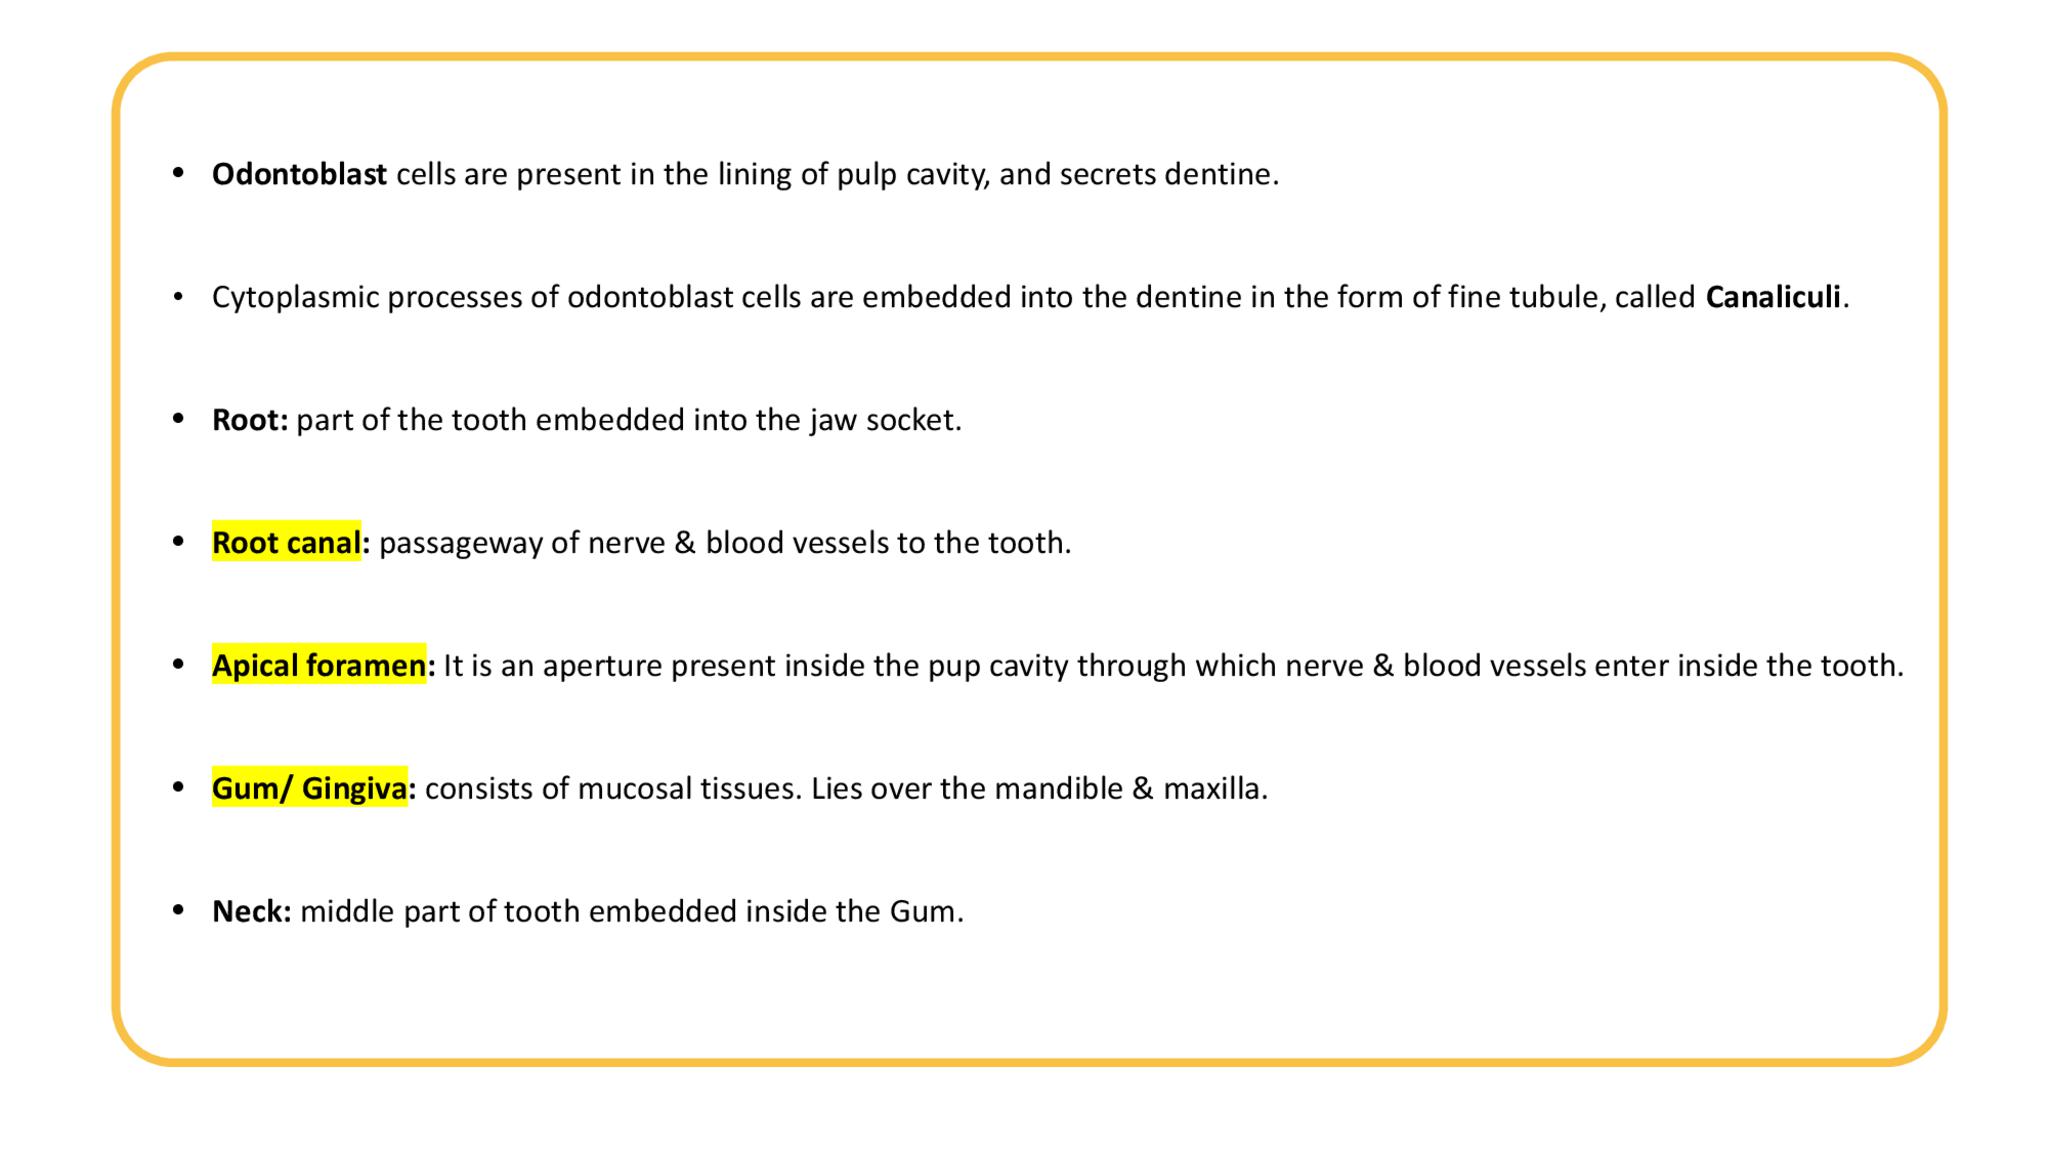 • Odontoblast cells are present in the lining of pulp cavity, and secrets dentine.
• Cytoplasmic processes of odontoblast cells are embedded into the dentine in the form of fine tubule, called Canaliculi.
• Root: part of the tooth embedded into the jaw socket.
• Root canal: passageway of nerve & blood vessels to the tooth.
• Apical foramen: It is an aperture present inside the pup cavity through which nerve & blood vessels enter inside the tooth.
• Gum/ Gingiva: consists of mucosal tissues. Lies over the mandible & maxilla.
• Neck: middle part of tooth embedded inside the Gum.